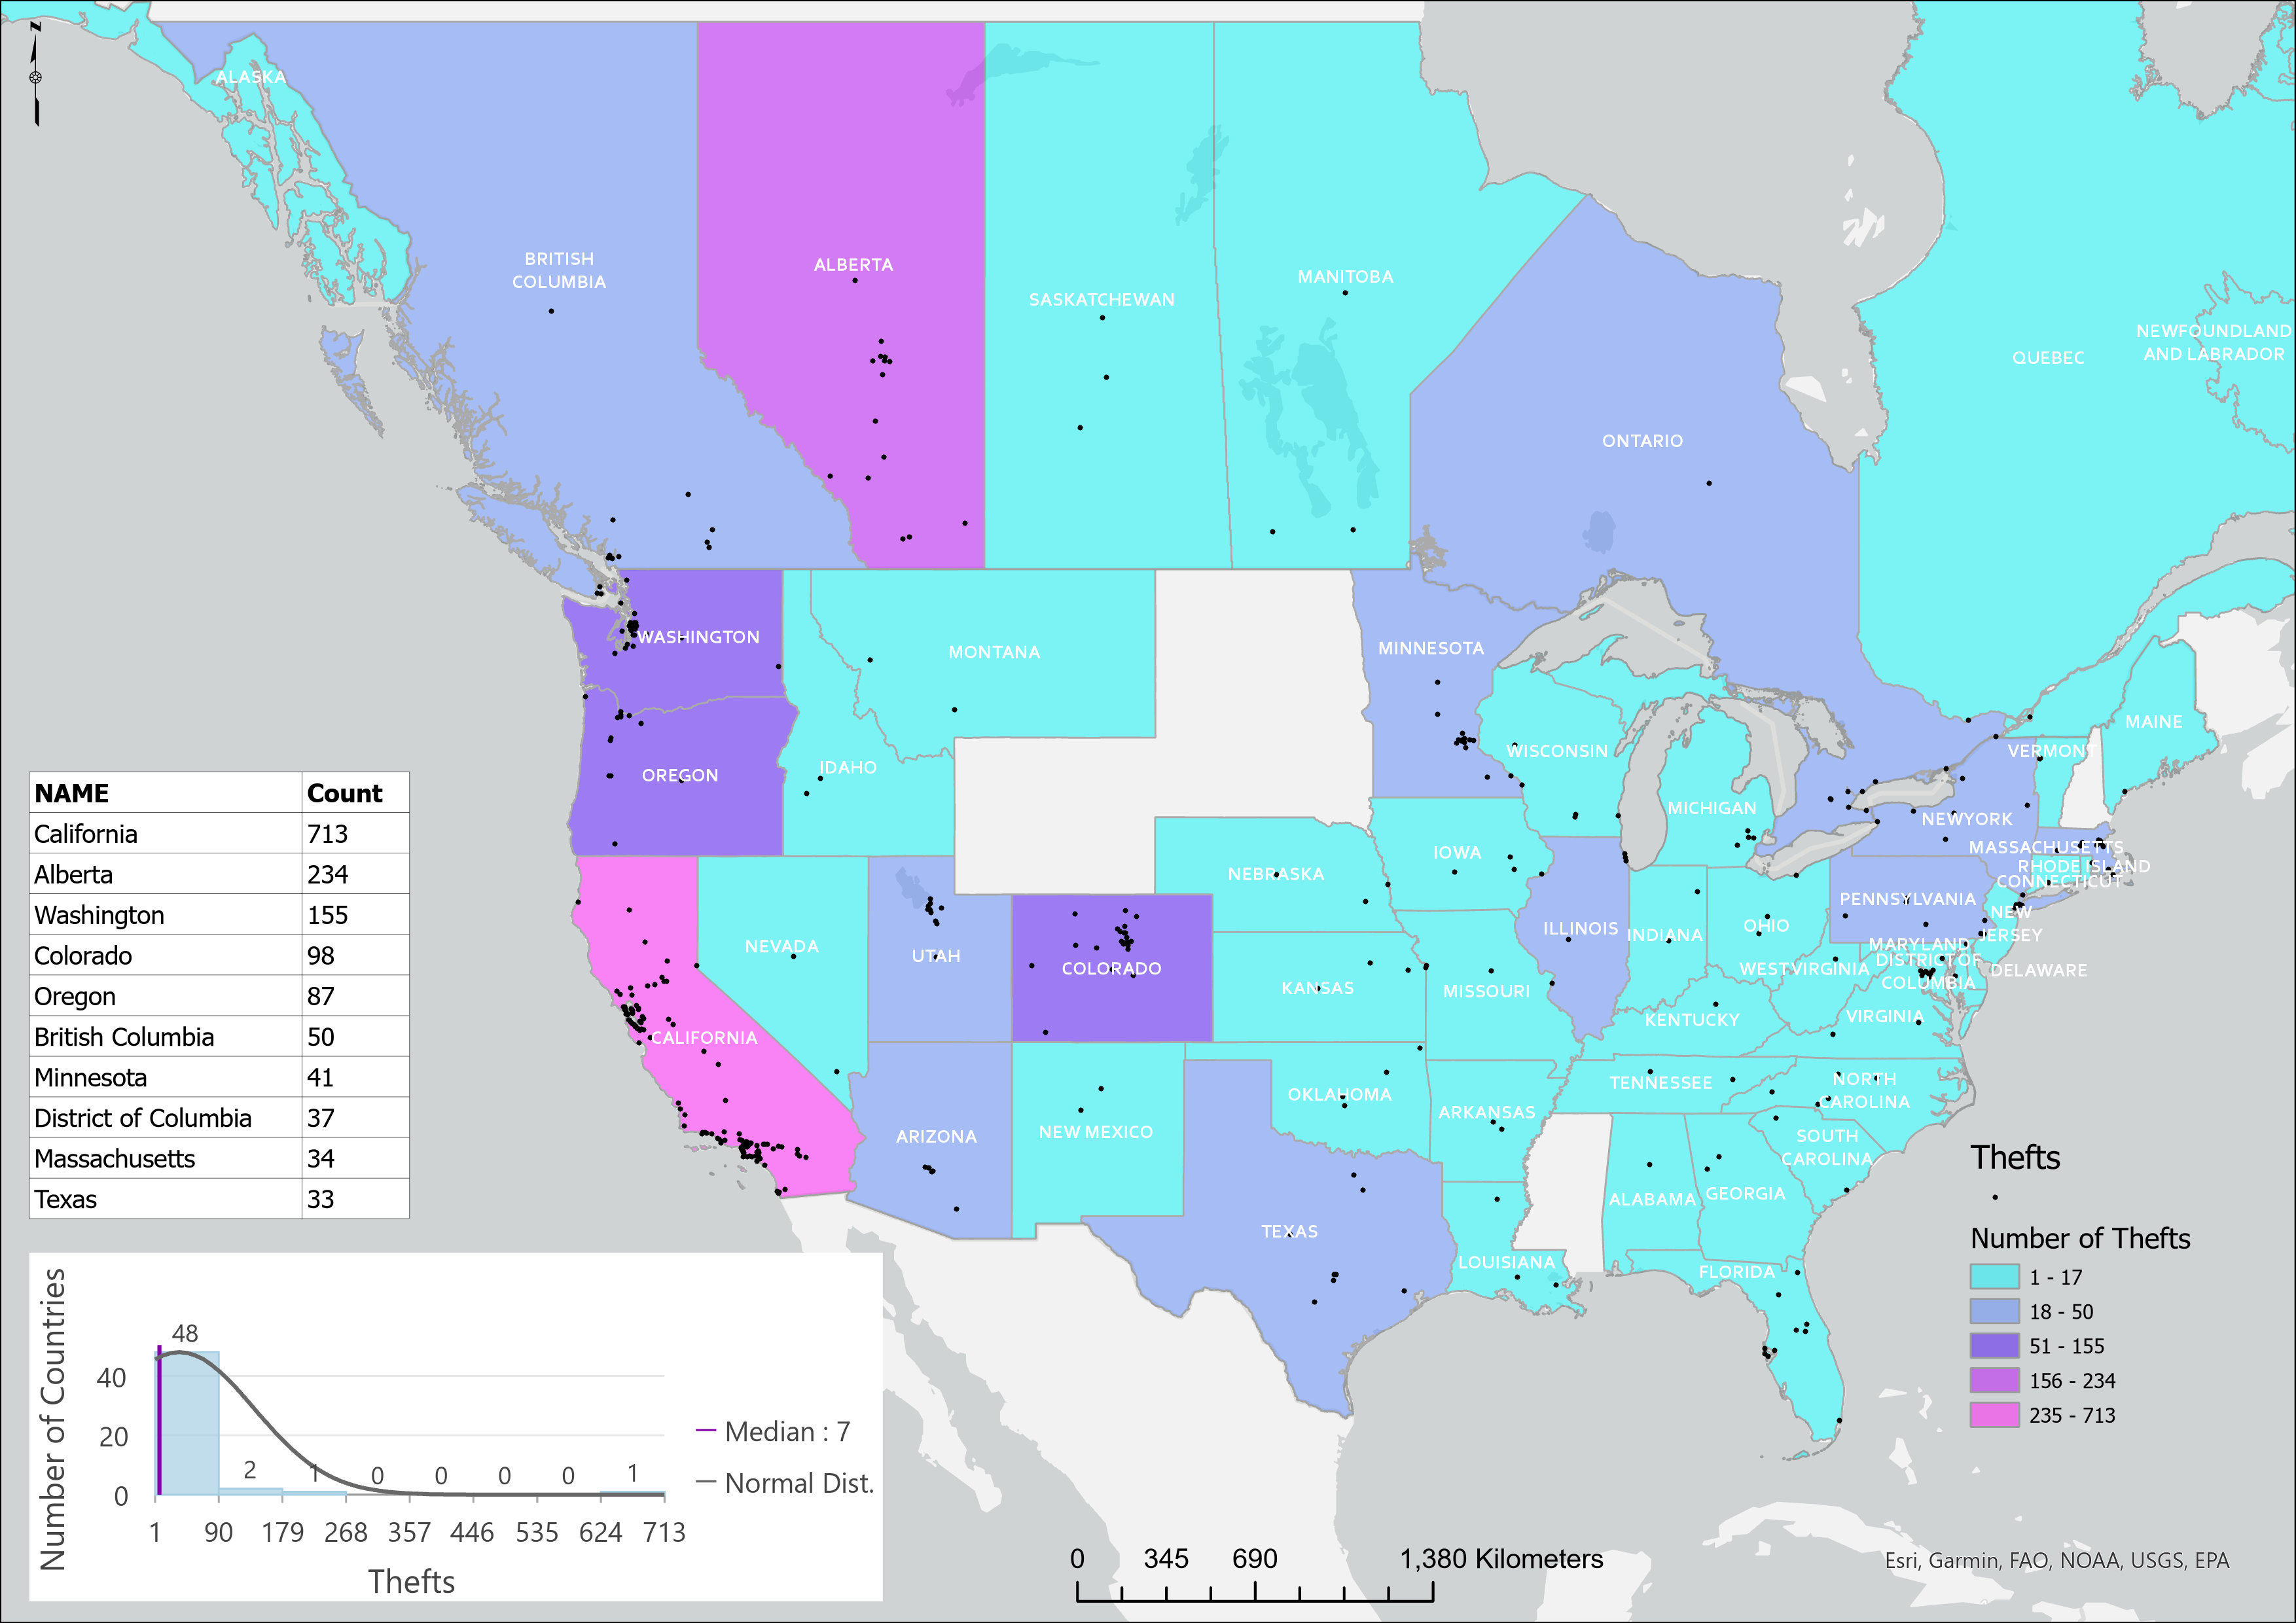 N
ALASKA
BRITISH
COLUMBIA
ALBERTA
SASKATCHEWAN
MANITOBA
ONTARIO
QUEBEC
NEWFOUNDLAND
AND LABRADOR
WASHINGTON
MONTANA
MINNESOTA
OREGON
IDAHO
WISCONSIN
MICHIGAN
VERMONT
MAINE
NEWYORK
MASSACHUSETTS
RHODE ISLAND
CONNECTICUT
NEBRASKA
IOWA
PENNSYLVANIA
NEW
JERSEY
NEVADA
UTAH
COLORADO
KANSAS
MISSOURI
ILLINOIS
INDIANA
OHIO
WESTVIRGINIA
MARYLAND
DISTRICT OF
COLUMBIA
DELAWARE
VIRGINIA
KENTUCKY
CALIFORNIA
ARIZONA
NEW MEXICO
OKLAHOMA
ARKANSAS
TENNESSEE
NORTH
CAROLINA
SOUTH
CAROLINA
TEXAS
LOUISIANA
ALABAMA
GEORGIA
FLORIDA
NAME Count
California 713
Alberta 234
Washington 155
Colorado 98
Oregon 87
British Columbia 50
Minnesota 41
District of Columbia 37
Massachusetts 34
Texas 33
Number of Countries
48
40
20
0
2 1 0 0 0 0 1
1 90 179 268 357 446 535 624 713
Thefts
Median : 7
Normal Dist.
Thefts
Number of Thefts
1 - 17
18 - 50
51 - 155
156 - 234
235 - 713
0 345 690 1,380 Kilometers
Esri, Garmin, FAO, NOAA, USGS, EPA